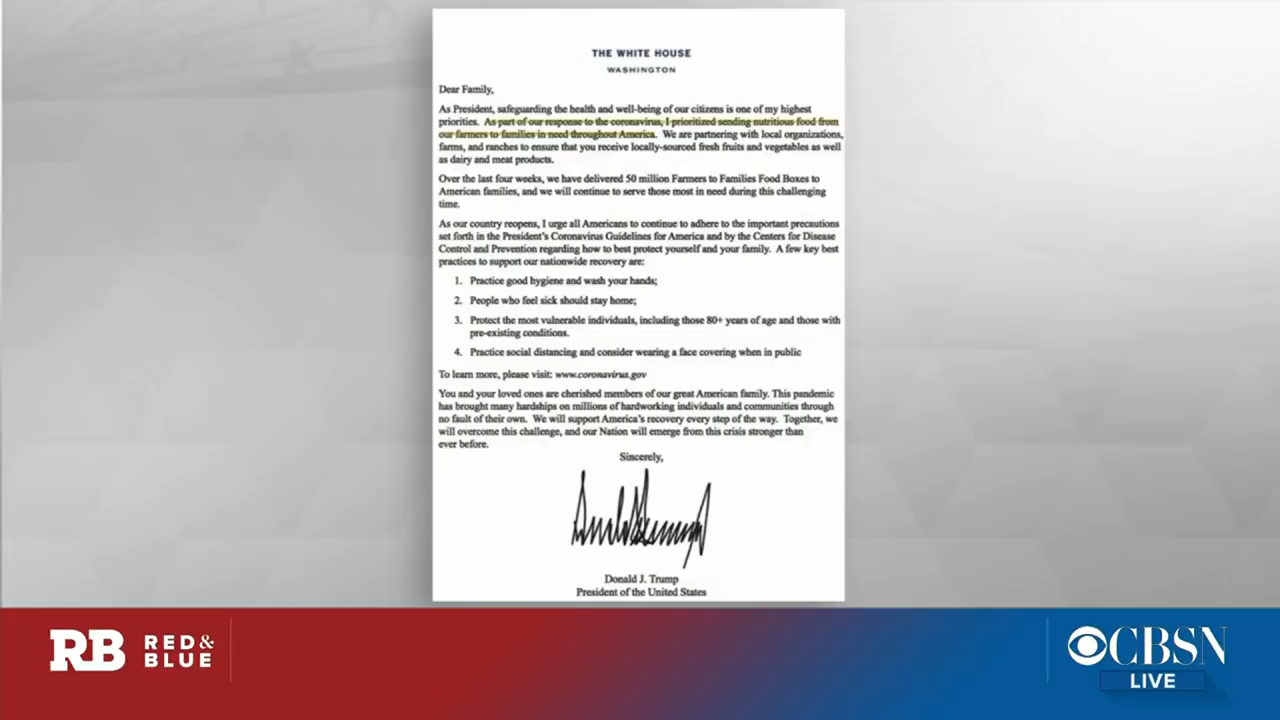 THE WHITE HOUSE
WASHINGTON
Dear Family,
As President, safeguarding the health and well-being of our citizens is one of my highest
priorities. As part of our response to the coronavirus, I prioritized sending nutritious food from
our farmers to families in need throughout America. We are partnering with local organizations,
farms, and ranches to ensure that you receive locally-sourced fresh fruits and vegetables as well
as dairy and meat products.
Over the last four weeks, we have delivered 50 million Farmers to Families Food Boxes to
American families, and we will continue to serve those most in need during this challenging
time.
As our country reopens, I urge all Americans to continue to adhere to the important precautions
set forth in the President's Coronavirus Guidelines for America and by the Centers for Disease
Control and Prevention regarding how to best protect yourself and your family. A few key best
practices to support our nationwide recovery are:
1. Practice good hygiene and wash your hands;
2. People who feel sick should stay home;
3. Protect the most vulnerable individuals, including those 80+ years of age and those with
pre-existing conditions.
4. Practice social distancing and consider wearing a face covering when in public
To learn more, please visit: www.coronavirus.gov
You and your loved ones are cherished members of our great American family. This pandemic
has brought many hardships on millions of hardworking individuals and communities through
no fault of their own. We will support America's recovery every step of the way. Together, we
will overcome this challenge, and our Nation will emerge from this crisis stronger than
ever before.
Sincerely,
Donald J. Trump
President of the United States
RB RED&
BLUE
CBSN
LIVE